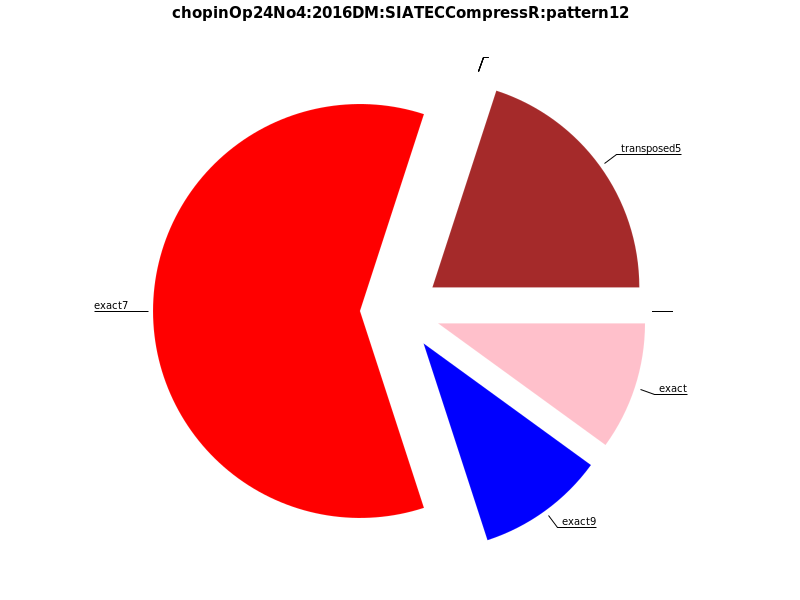 chopinOp24No4:2016DM:SIATECCompressR:pattern12
transposed5
exact7
exact
exact9